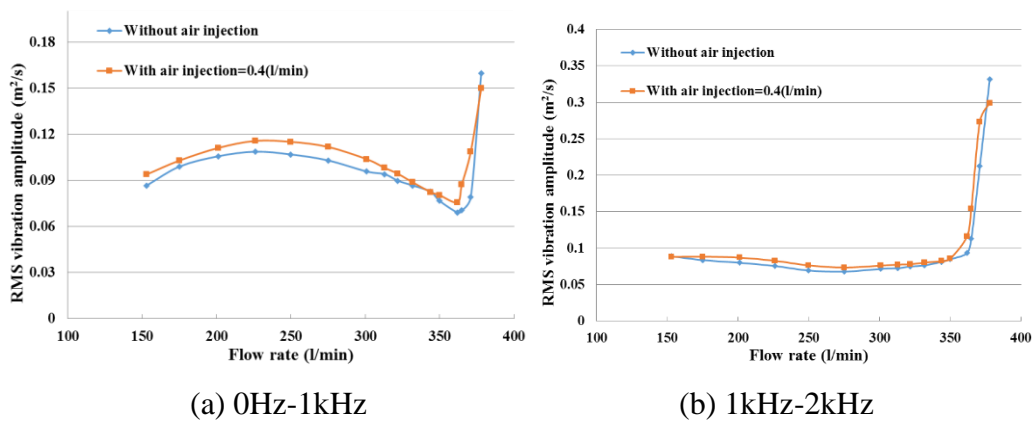 RMS vibration amplitude (m²/s)
0.18
0.15
0.12
0.09
0.06
0.03
0
Without air injection
With air injection=0.4(l/min)
100 150 200 250 300 350 400
Flow rate (l/min)
(a) 0Hz-1kHz
RMS vibration amplitude (m²/s)
0.4
0.35
0.3
0.25
0.2
0.15
0.1
0.05
0
Without air injection
With air injection=0.4(l/min)
100 150 200 250 300 350 400
Flow rate (l/min)
(b) 1kHz-2kHz